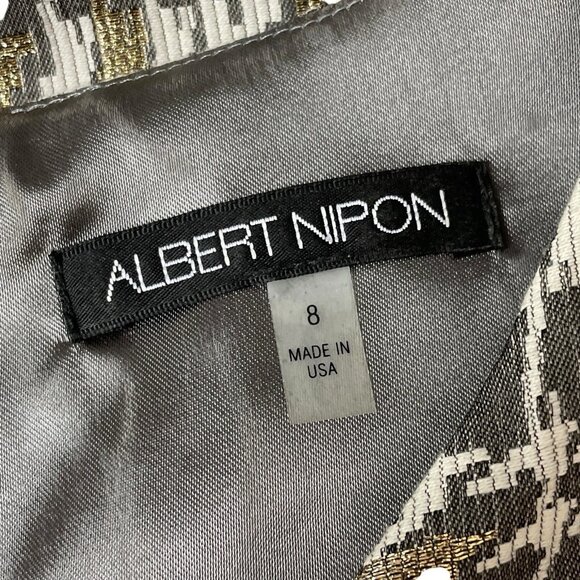 ALBERT NIPON
8
MADE IN
USA